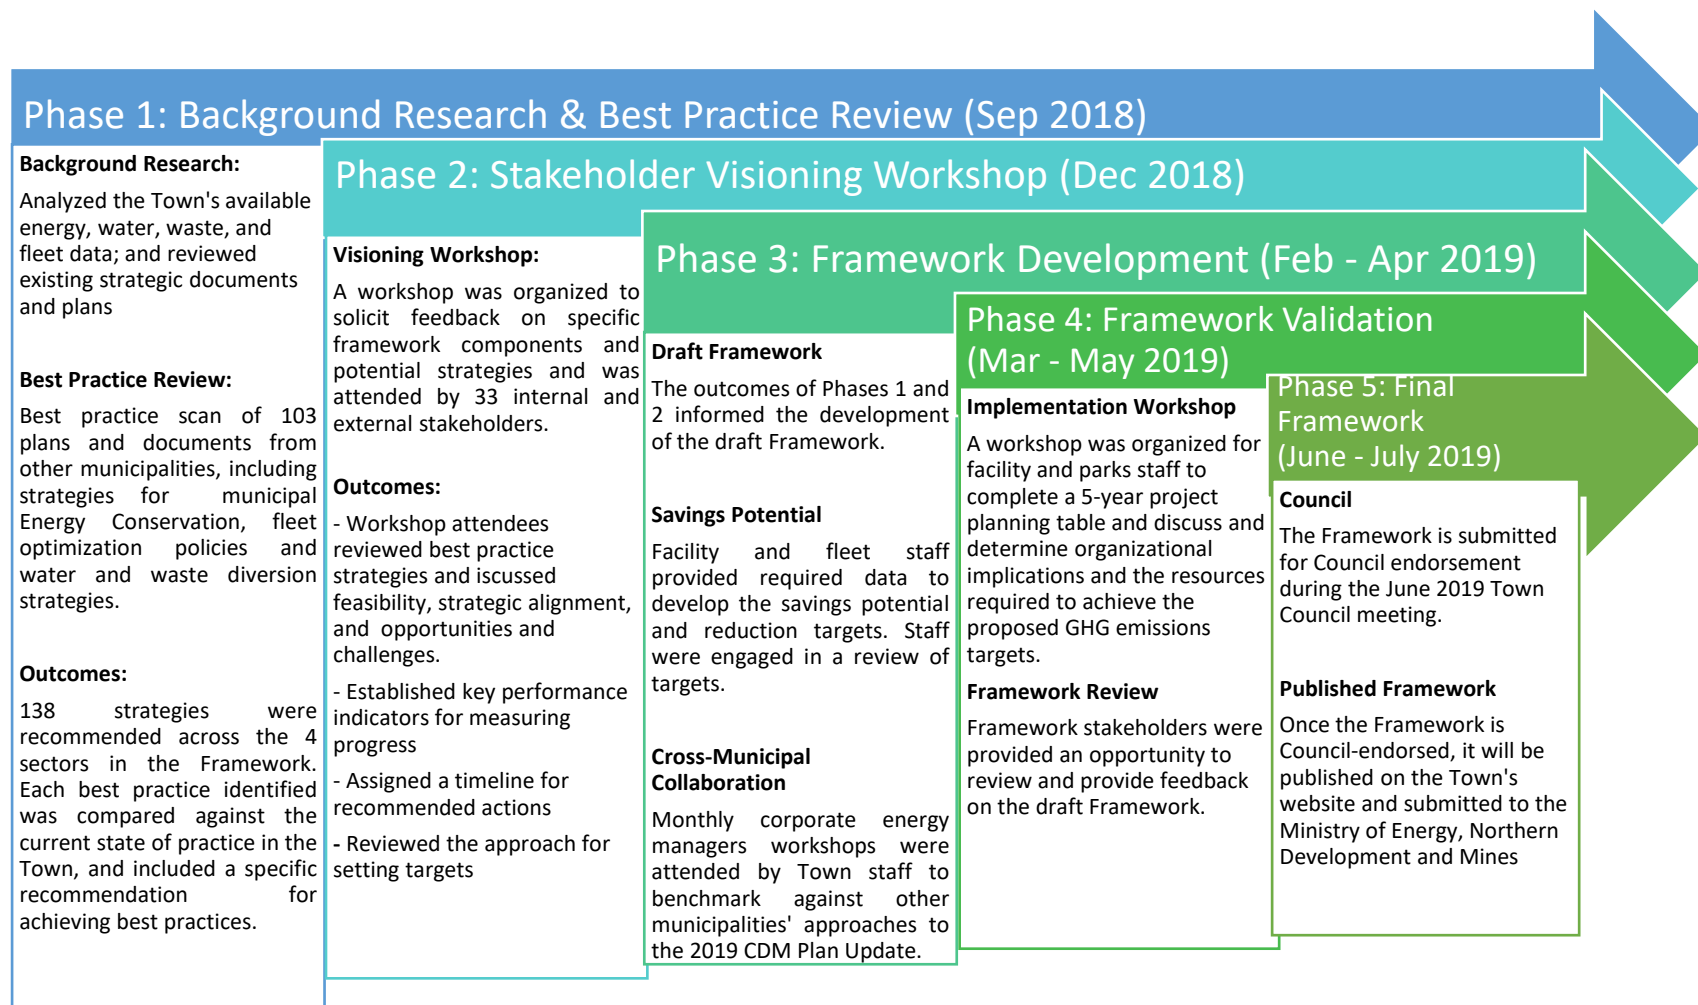 Phase 1: Background Research & Best Practice Review (Sep 2018)
Background Research:
Analyzed the Town's available
energy, water, waste, and
fleet data; and reviewed
existing strategic documents
and plans
Best Practice Review:
Best practice scan of 103
plans and documents from
other municipalities, including
strategies for municipal
Energy Conservation, fleet
optimization policies and
water and waste diversion
strategies.
Outcomes:
138 strategies were
recommended across the 4
sectors in the Framework.
Each best practice identified
was compared against the
current state of practice in the
Town, and included a specific
recommendation for
achieving best practices.
Phase 2: Stakeholder Visioning Workshop (Dec 2018)
Visioning Workshop:
A workshop was organized to
solicit feedback on specific
framework components and
potential strategies and was
attended by 33 internal and
external stakeholders.
Outcomes:
- Workshop attendees
reviewed best practice
strategies and iscussed
feasibility, strategic alignment,
and opportunities and
challenges.
- Established key performance
indicators for measuring
progress
- Assigned a timeline for
recommended actions
- Reviewed the approach for
setting targets
Phase 3: Framework Development (Feb - Apr 2019)
Draft Framework
The outcomes of Phases 1 and
2 informed the development
of the draft Framework.
Savings Potential
Facility and fleet staff
provided required data to
develop the savings potential
and reduction targets. Staff
were engaged in a review of
targets.
Cross-Municipal
Collaboration
Monthly corporate energy
managers workshops were
attended by Town staff to
benchmark against other
municipalities' approaches to
the 2019 CDM Plan Update.
Phase 4: Framework Validation
(Mar - May 2019)
Implementation Workshop
A workshop was organized for
facility and parks staff to
complete a 5-year project
planning table and discuss and
determine organizational
implications and the resources
required to achieve the
proposed GHG emissions
targets.
Framework Review
Framework stakeholders were
provided an opportunity to
review and provide feedback
on the draft Framework.
Phase 5: Final
Framework
(June - July 2019)
Council
The Framework is submitted
for Council endorsement
during the June 2019 Town
Council meeting.
Published Framework
Once the Framework is
Council-endorsed, it will be
published on the Town's
website and submitted to the
Ministry of Energy, Northern
Development and Mines